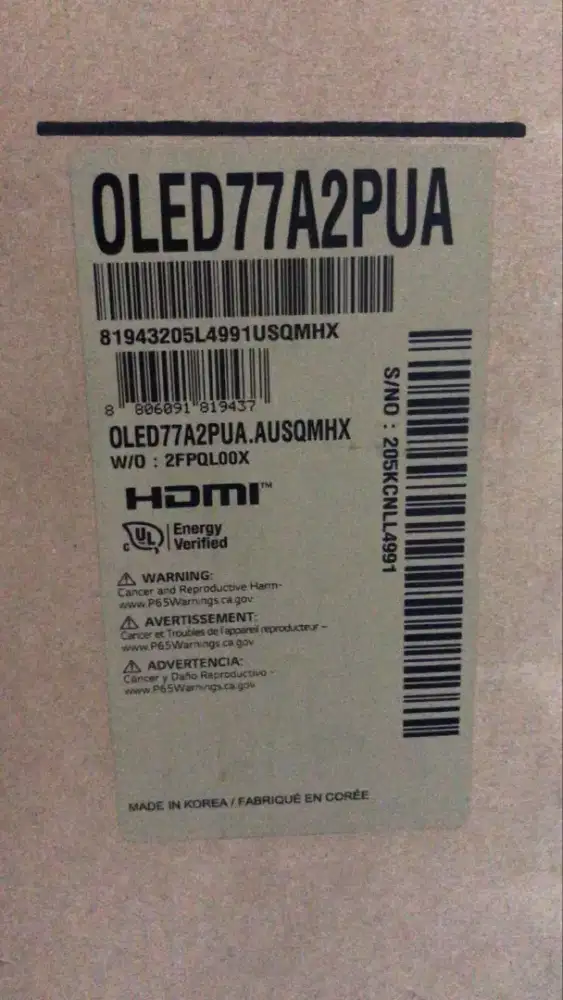 OLED77A2PUA
81943205L4991USQMHX
8 806091 819437
OLED77A2PUA.AUSQMHX
W/O : 2FPQL00X
HDMI™
c UL Energy
Verified
WARNING:
Cancer and Reproductive Harm-
www.P65Warnings.ca.gov
AVERTISSEMENT:
Cancer et Troubles de l'appareil reproducteur –
www.P65Warnings.ca.gov
ADVERTENCIA:
Cáncer y Daño Reproductivo -
www.P65Warnings.ca.gov
S/NO : 205KCNLL4991
MADE IN KOREA / FABRIQUÉ EN CORÉE